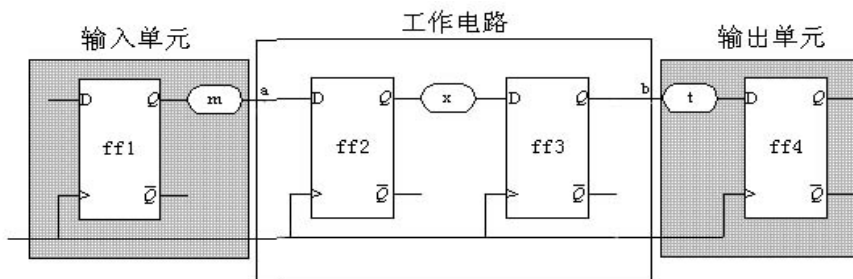 输入单元
工作电路
输出单元
D Q m a D Q x D Q b t D Q
ff1 ff2 ff3 ff4
Q̅ Q̅ Q̅ Q̅